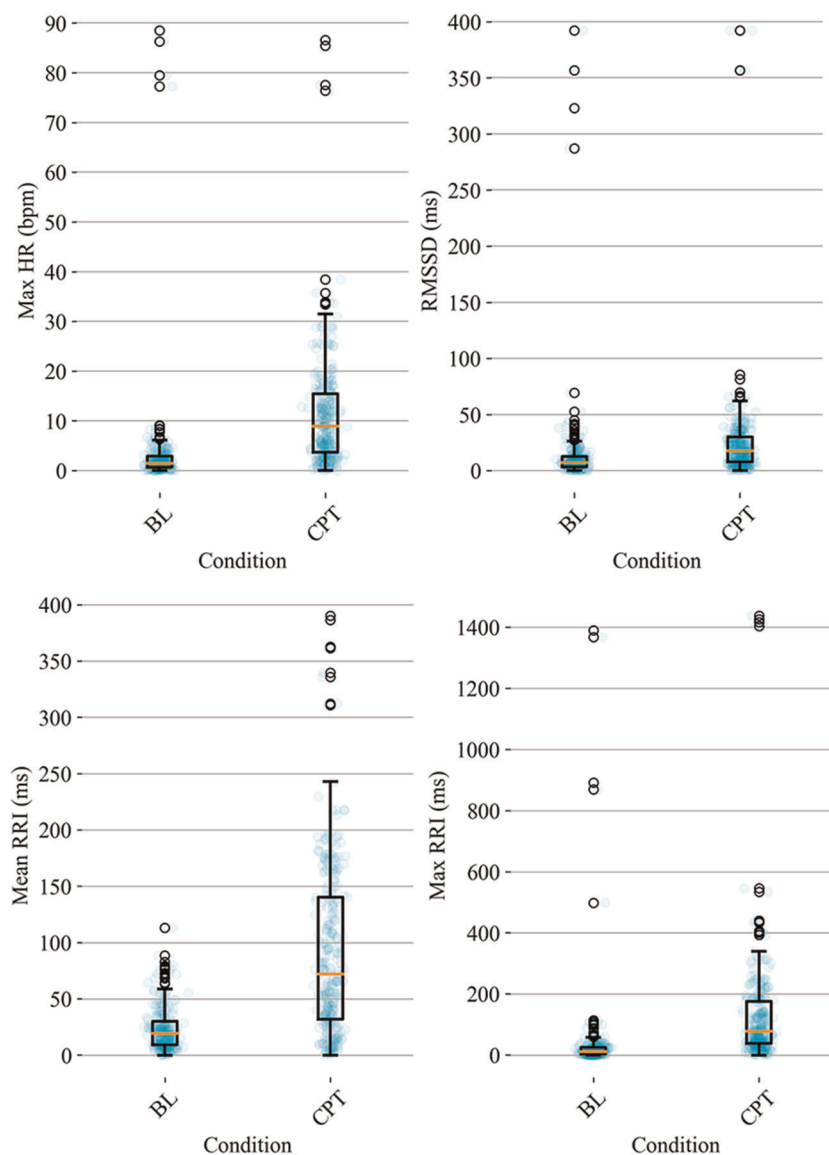 Max HR (bpm)
90
80
70
60
50
40
30
20
10
0
BL
CPT
Condition
RMSSD (ms)
400
350
300
250
200
150
100
50
0
BL
CPT
Condition
Mean RRI (ms)
400
350
300
250
200
150
100
50
0
BL
CPT
Condition
Max RRI (ms)
1400
1200
1000
800
600
400
200
0
BL
CPT
Condition